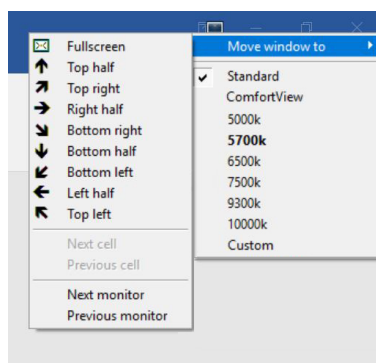 Move window to
Standard
ComfortView
5000k
5700k
6500k
7500k
9300k
10000k
Custom
Fullscreen
Top half
Top right
Right half
Bottom right
Bottom half
Bottom left
Left half
Top left
Next cell
Previous cell
Next monitor
Previous monitor